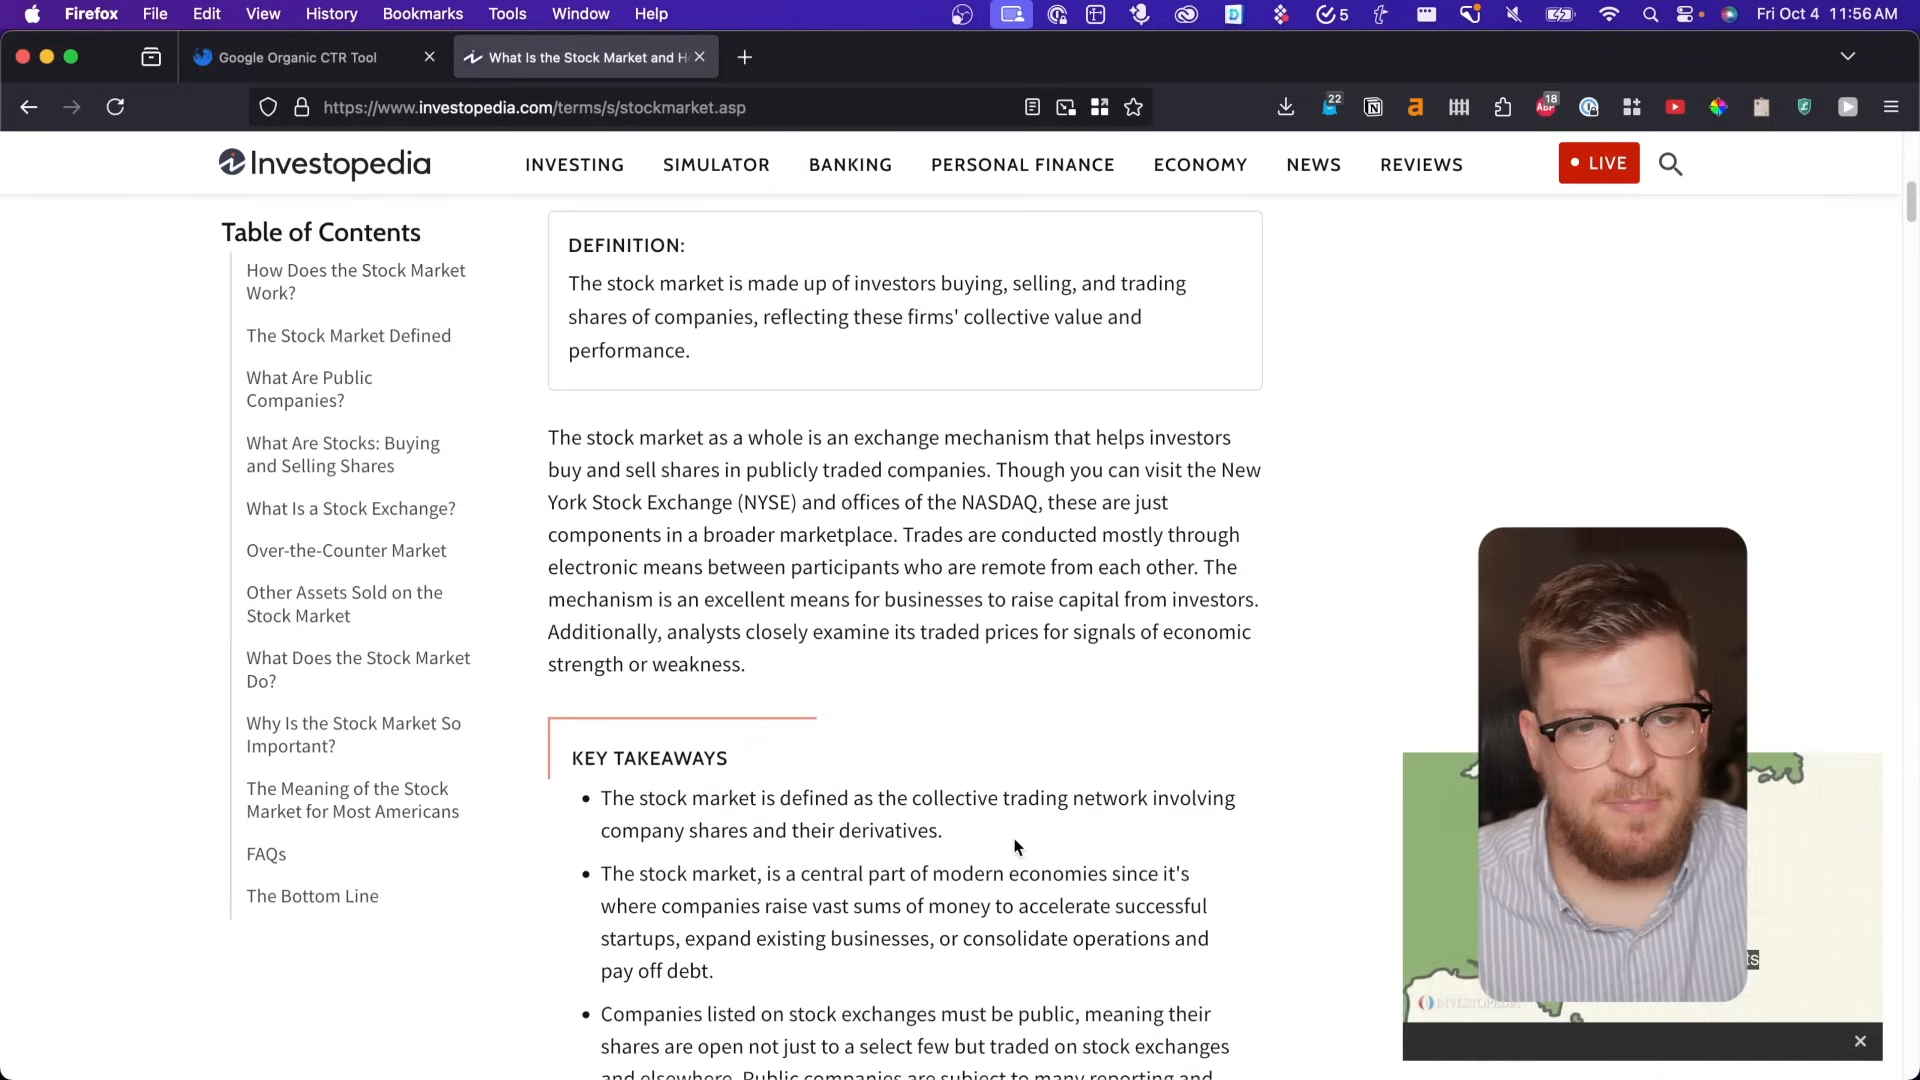 Firefox File Edit View History Bookmarks Tools Window Help 5 Fri Oct 4 11:56 AM
Google Organic CTR Tool
What Is the Stock Market and H
https://www.investopedia.com/terms/s/stockmarket.asp
22
a
ABP 18
Investopedia
INVESTING SIMULATOR BANKING PERSONAL FINANCE ECONOMY NEWS REVIEWS
LIVE
Table of Contents
How Does the Stock Market
Work?
The Stock Market Defined
What Are Public
Companies?
What Are Stocks: Buying
and Selling Shares
What Is a Stock Exchange?
Over-the-Counter Market
Other Assets Sold on the
Stock Market
What Does the Stock Market
Do?
Why Is the Stock Market So
Important?
The Meaning of the Stock
Market for Most Americans
FAQs
The Bottom Line
DEFINITION:
The stock market is made up of investors buying, selling, and trading
shares of companies, reflecting these firms' collective value and
performance.
The stock market as a whole is an exchange mechanism that helps investors
buy and sell shares in publicly traded companies. Though you can visit the New
York Stock Exchange (NYSE) and offices of the NASDAQ, these are just
components in a broader marketplace. Trades are conducted mostly through
electronic means between participants who are remote from each other. The
mechanism is an excellent means for businesses to raise capital from investors.
Additionally, analysts closely examine its traded prices for signals of economic
strength or weakness.
KEY TAKEAWAYS
• The stock market is defined as the collective trading network involving
company shares and their derivatives.
• The stock market, is a central part of modern economies since it's
where companies raise vast sums of money to accelerate successful
startups, expand existing businesses, or consolidate operations and
pay off debt.
• Companies listed on stock exchanges must be public, meaning their
shares are open not just to a select few but traded on stock exchanges
and elsewhere. Public companies are subject to many reporting and
INVESTOPEDIA